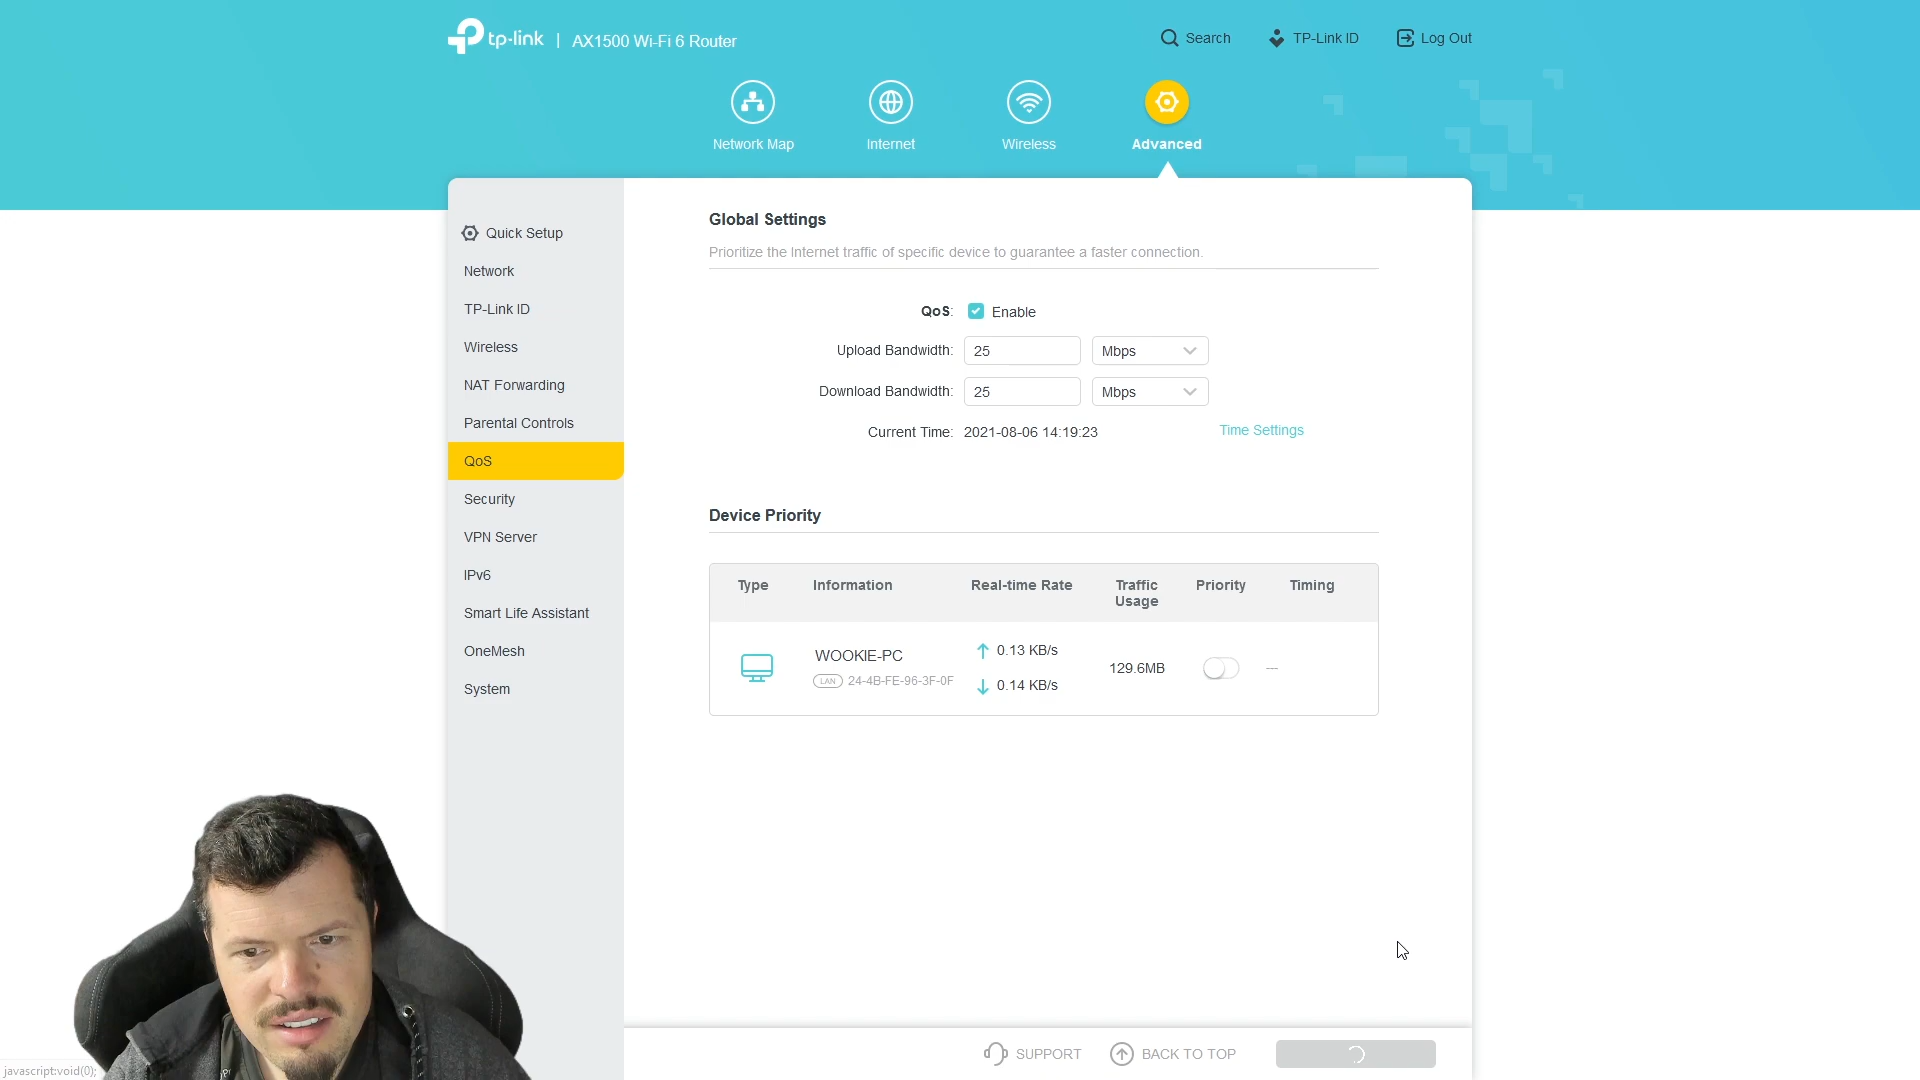 tp-link | AX1500 Wi-Fi 6 Router
Search
TP-Link ID
Log Out
Network Map
Internet
Wireless
Advanced
Quick Setup
Network
TP-Link ID
Wireless
NAT Forwarding
Parental Controls
QoS
Security
VPN Server
IPv6
Smart Life Assistant
OneMesh
System
Global Settings
Prioritize the Internet traffic of specific device to guarantee a faster connection.
QoS: Enable
Upload Bandwidth: 25 Mbps
Download Bandwidth: 25 Mbps
Current Time: 2021-08-06 14:19:23 Time Settings
Device Priority
Type Information Real-time Rate Traffic Usage Priority Timing
WOOKIE-PC
LAN 24-4B-FE-96-3F-0F
0.13 KB/s
0.14 KB/s
129.6MB
---
SUPPORT
BACK TO TOP
javascript:void(0);